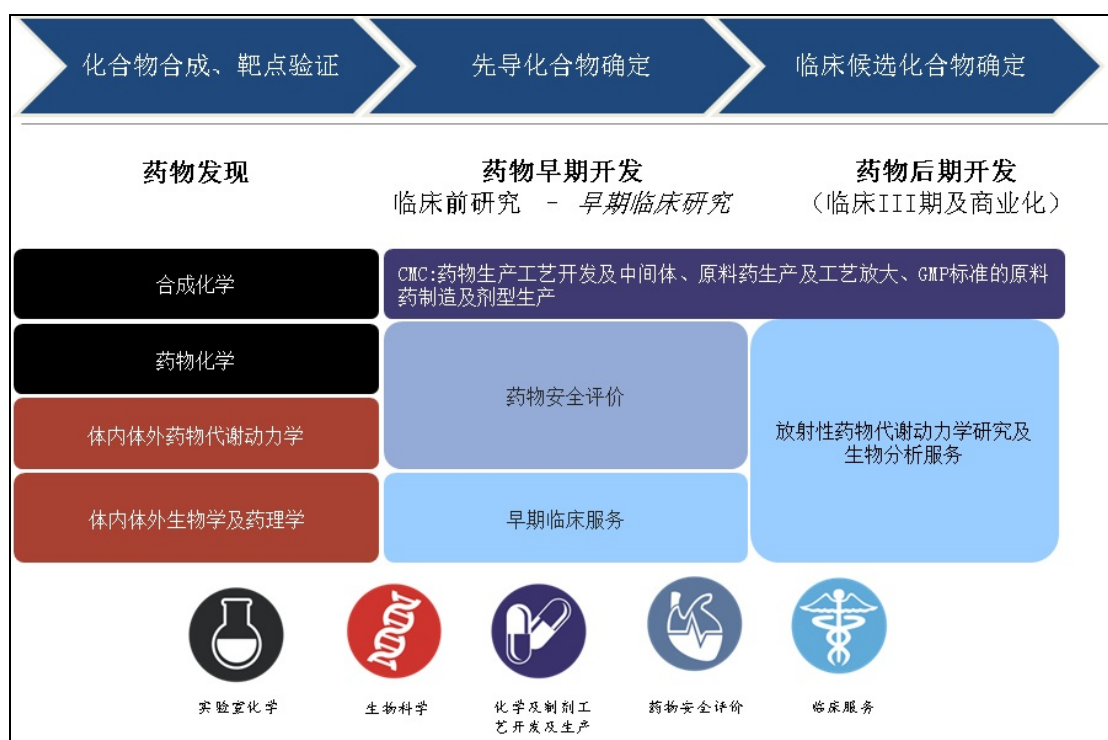 化合物合成、靶点验证
先导化合物确定
临床候选化合物确定
药物发现
药物早期开发
临床前研究 - 早期临床研究
药物后期开发
（临床III期及商业化）
合成化学
CMC:药物生产工艺开发及中间体、原料药生产及工艺放大、GMP标准的原料
药制造及剂型生产
药物化学
药物安全评价
体内体外药物代谢动力学
放射性药物代谢动力学研究及
生物分析服务
体内体外生物学及药理学
早期临床服务
实验室化学
生物科学
化学及制剂工
艺开发及生产
药物安全评价
临床服务